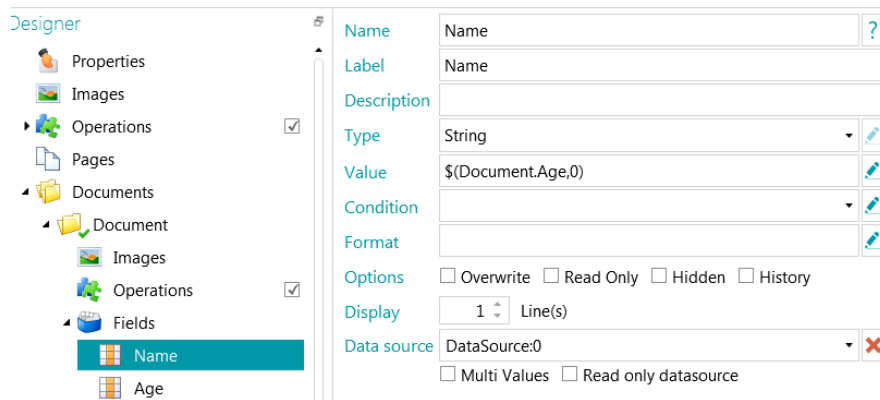 Designer
Properties
Images
Operations
Pages
Documents
Document
Images
Operations
Fields
Name
Age
Name Name ?
Label Name
Description
Type String
Value $(Document.Age,0)
Condition
Format
Options Overwrite Read Only Hidden History
Display 1 Line(s)
Data source DataSource:0
Multi Values Read only datasource